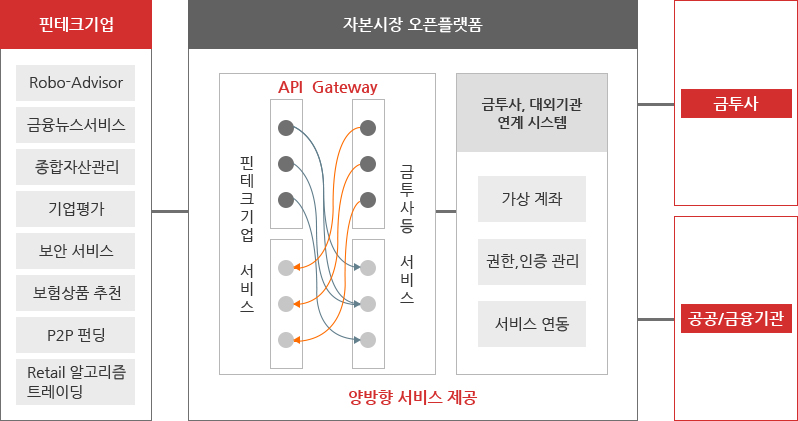 핀테크기업
Robo-Advisor
금융뉴스서비스
종합자산관리
기업평가
보안 서비스
보험상품 추천
P2P 펀딩
Retail 알고리즘
트레이딩
자본시장 오픈플랫폼
API Gateway
핀테크기업 서비스
금투사등 서비스
금투사, 대외기관
연계 시스템
가상 계좌
권한,인증 관리
서비스 연동
양방향 서비스 제공
금투사
공공/금융기관